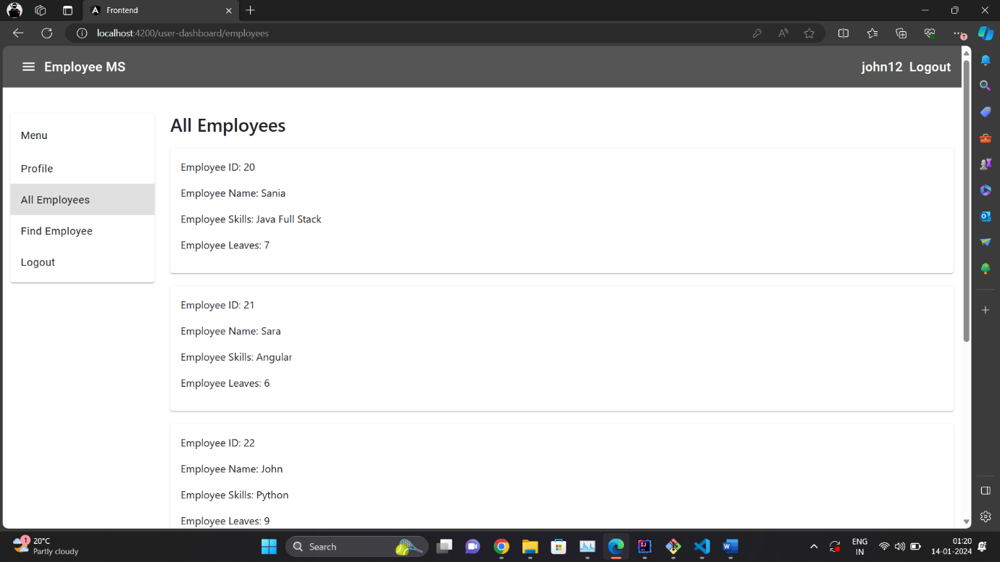 Frontend
localhost:4200/user-dashboard/employees
Employee MS
john12 Logout
Menu
Profile
All Employees
Find Employee
Logout
All Employees
Employee ID: 20
Employee Name: Sania
Employee Skills: Java Full Stack
Employee Leaves: 7
Employee ID: 21
Employee Name: Sara
Employee Skills: Angular
Employee Leaves: 6
Employee ID: 22
Employee Name: John
Employee Skills: Python
Employee Leaves: 9
1
20°C
Partly cloudy
Search
ENG
IN
01:20
14-01-2024